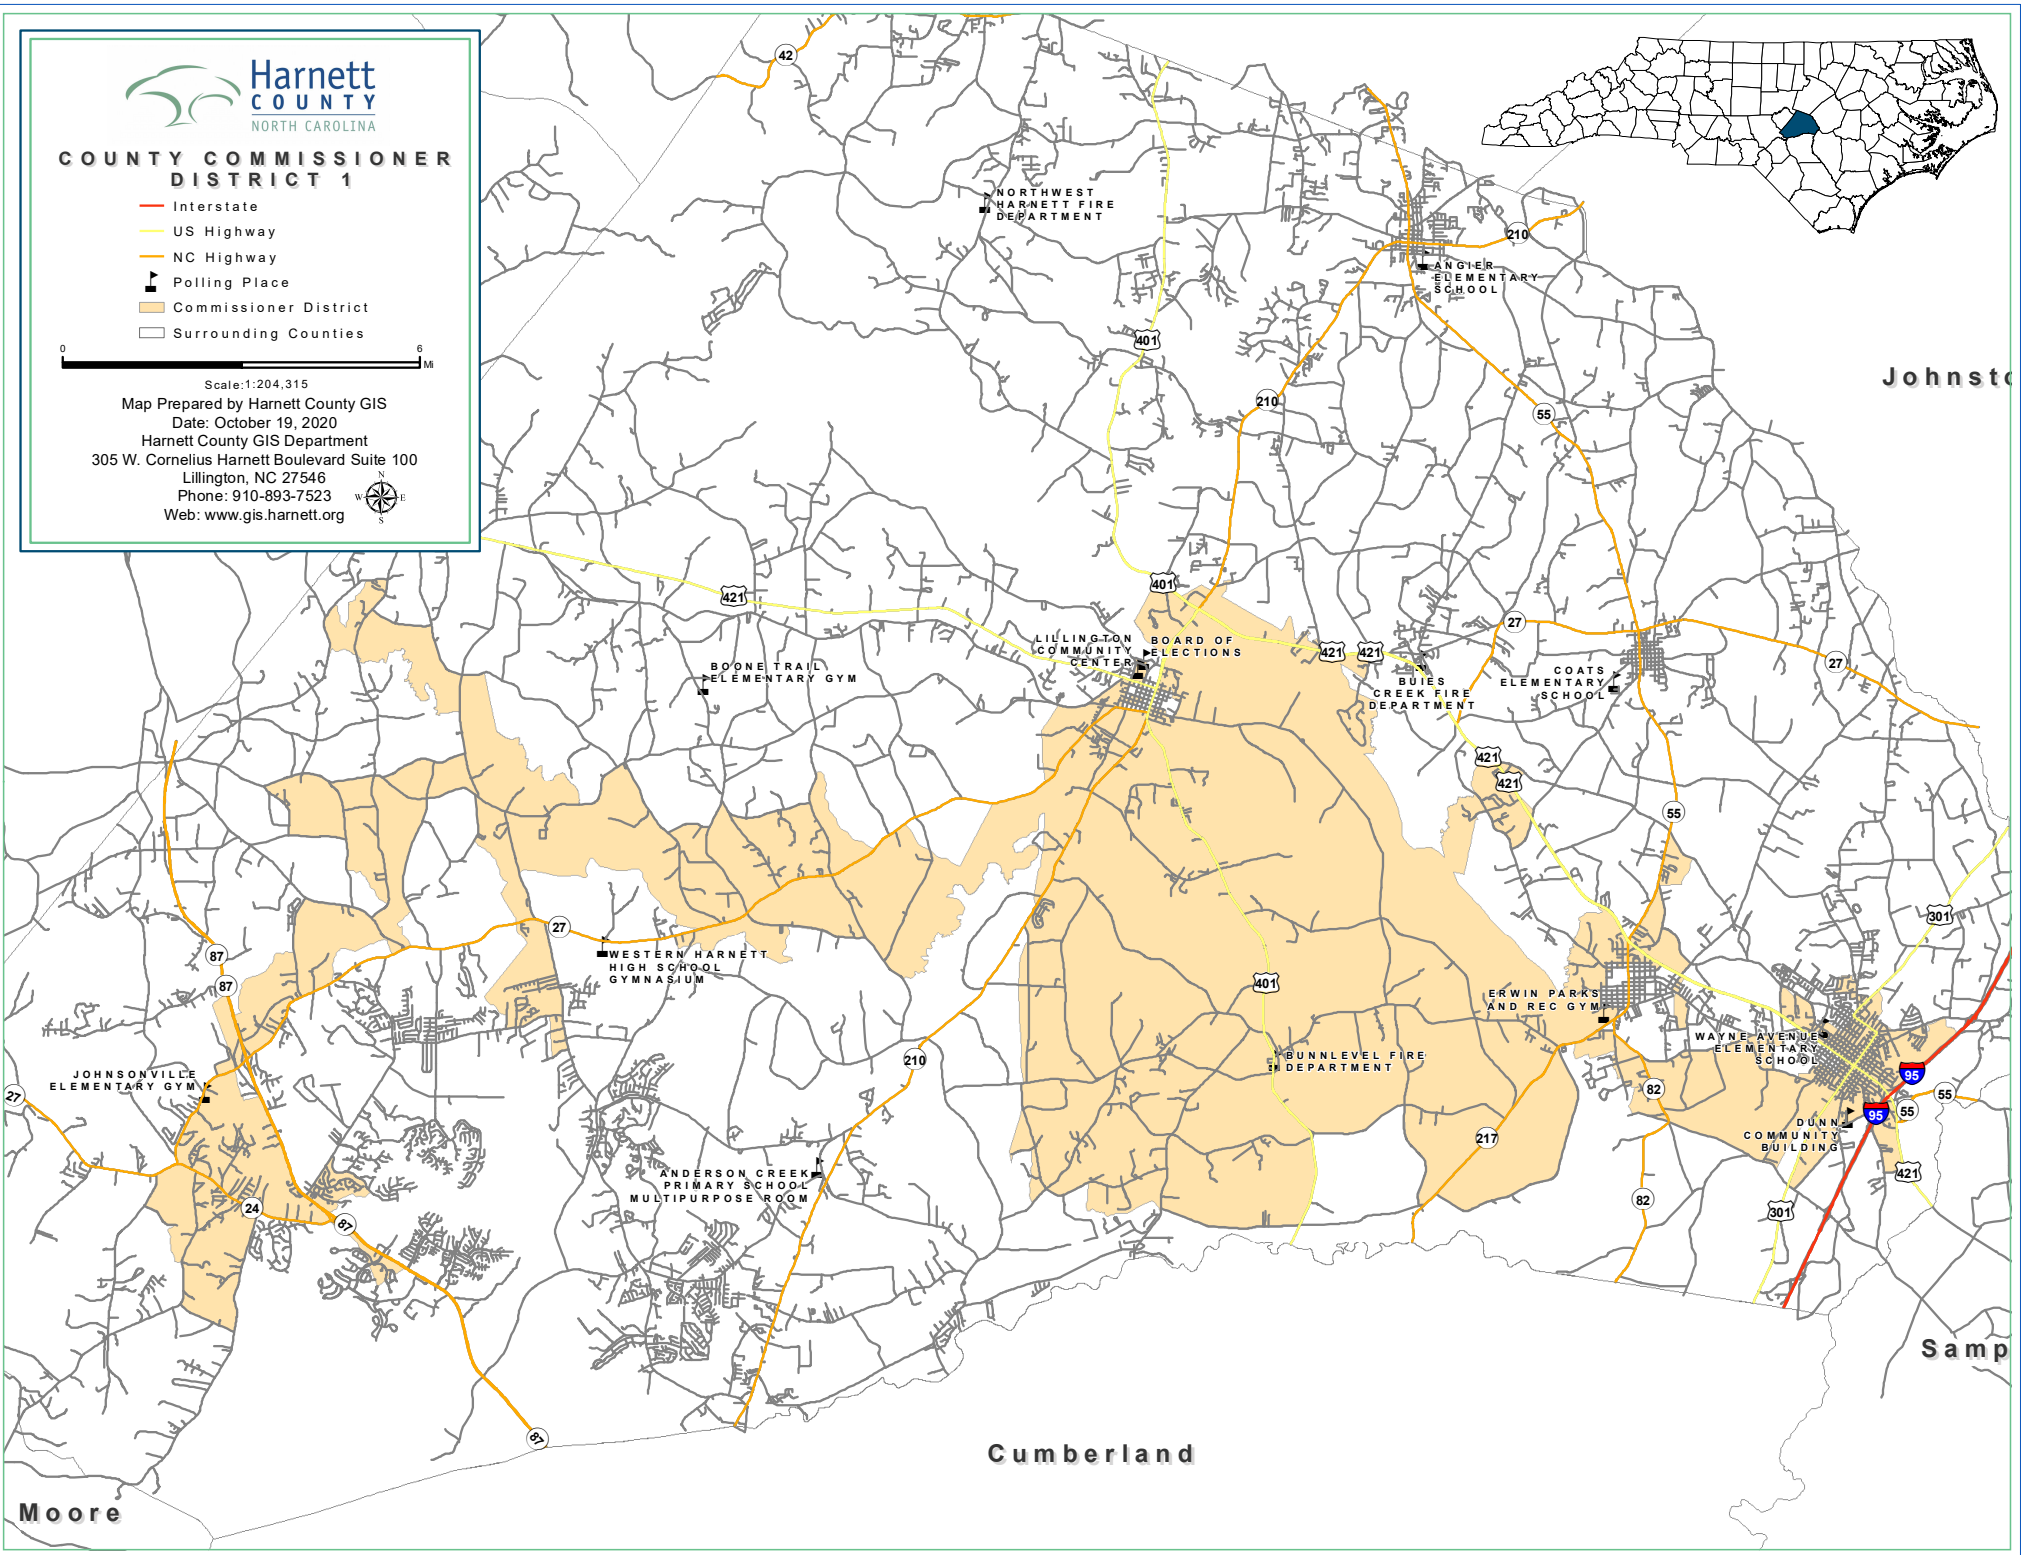 Harnett
COUNTY
NORTH CAROLINA
COUNTY COMMISSIONER
DISTRICT 1
Interstate
US Highway
NC Highway
Polling Place
Commissioner District
Surrounding Counties
0 6
Mi
Scale:1:204,315
Map Prepared by Harnett County GIS
Date: October 19, 2020
Harnett County GIS Department
305 W. Cornelius Harnett Boulevard Suite 100
Lillington, NC 27546
Phone: 910-893-7523
Web: www.gis.harnett.org
N
W E
S
42
NORTHWEST
HARNETT FIRE
DEPARTMENT
210
ANGIER
ELEMENTARY
SCHOOL
401
Johnsto
210
55
401
421
27
LILLINGTON
COMMUNITY
CENTER
BOARD OF
ELECTIONS
421
421
27
BOONE TRAIL
ELEMENTARY GYM
BUIES
CREEK FIRE
DEPARTMENT
COATS
ELEMENTARY
SCHOOL
421
421
55
301
27
87
WESTERN HARNETT
HIGH SCHOOL
GYMNASIUM
87
401
ERWIN PARKS
AND REC GYM
WAYNE AVENUE
ELEMENTARY
SCHOOL
210
BUNNLEVEL FIRE
DEPARTMENT
JOHNSONVILLE
ELEMENTARY GYM
27
82
95
55
95
55
217
DUNN
COMMUNITY
BUILDING
ANDERSON CREEK
PRIMARY SCHOOL
MULTIPURPOSE ROOM
421
82
24
301
87
Samp
87
Cumberland
Moore